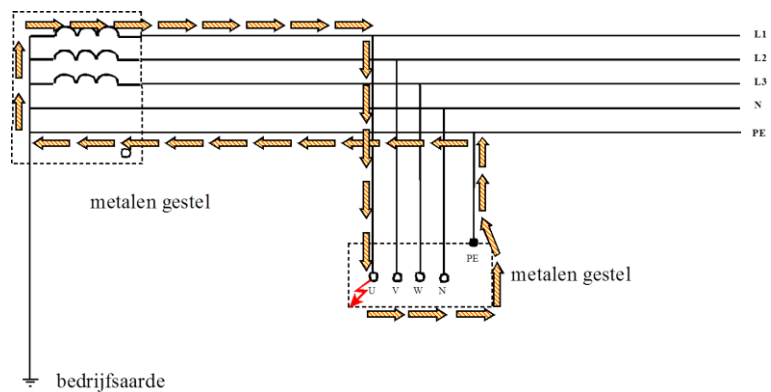 L1
L2
L3
N
PE
metalen gestel
PE
metalen gestel
U V W N
bedrijfsaarde